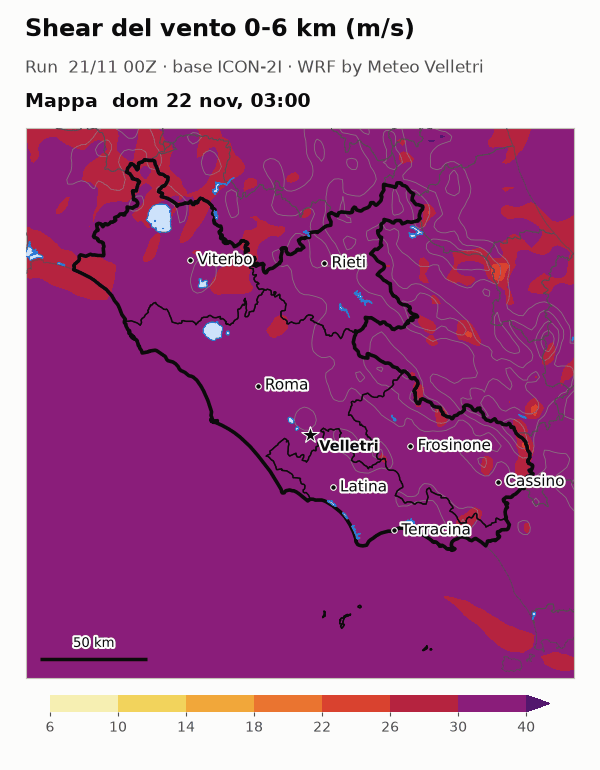 Shear del vento 0-6 km (m/s)
Run  21/11 00Z · base ICON-2I · WRF by Meteo Velletri
Mappa  dom 22 nov, 03:00
Viterbo
Rieti
Roma
Velletri
Frosinone
Cassino
Latina
Terracina
50 km
6 10 14 18 22 26 30 40